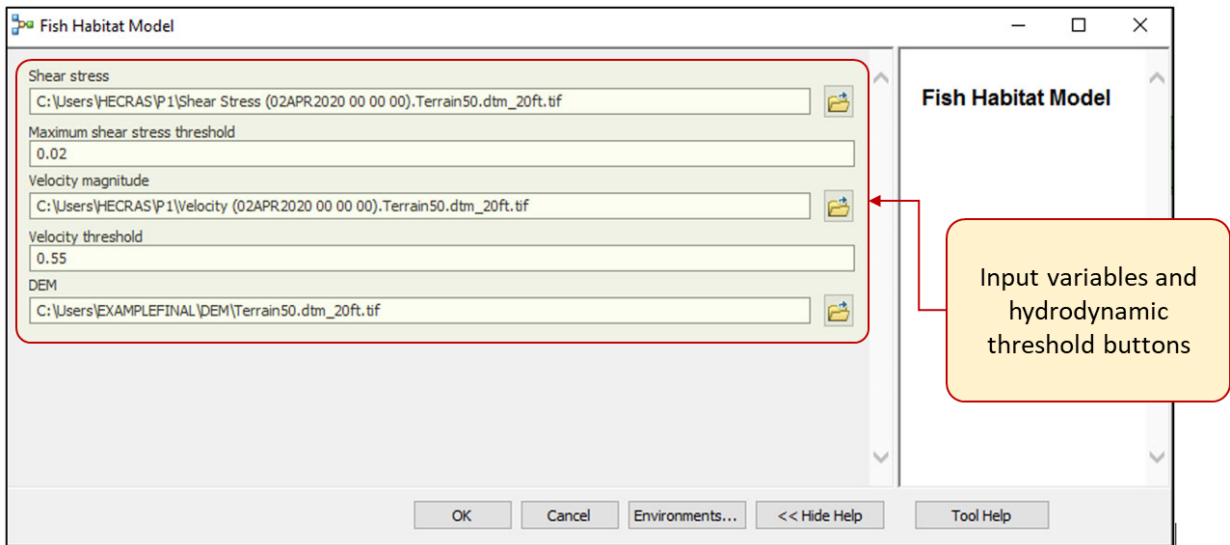 Fish Habitat Model
Shear stress
C:\Users\HECRAS\P1\Shear Stress (02APR2020 00 00 00).Terrain50.dtm_20ft.tif
Maximum shear stress threshold
0.02
Velocity magnitude
C:\Users\HECRAS\P1\Velocity (02APR2020 00 00 00).Terrain50.dtm_20ft.tif
Velocity threshold
0.55
DEM
C:\Users\EXAMPLEFINAL\DEM\Terrain50.dtm_20ft.tif
Fish Habitat Model
Input variables and
hydrodynamic
threshold buttons
OK Cancel Environments... << Hide Help Tool Help